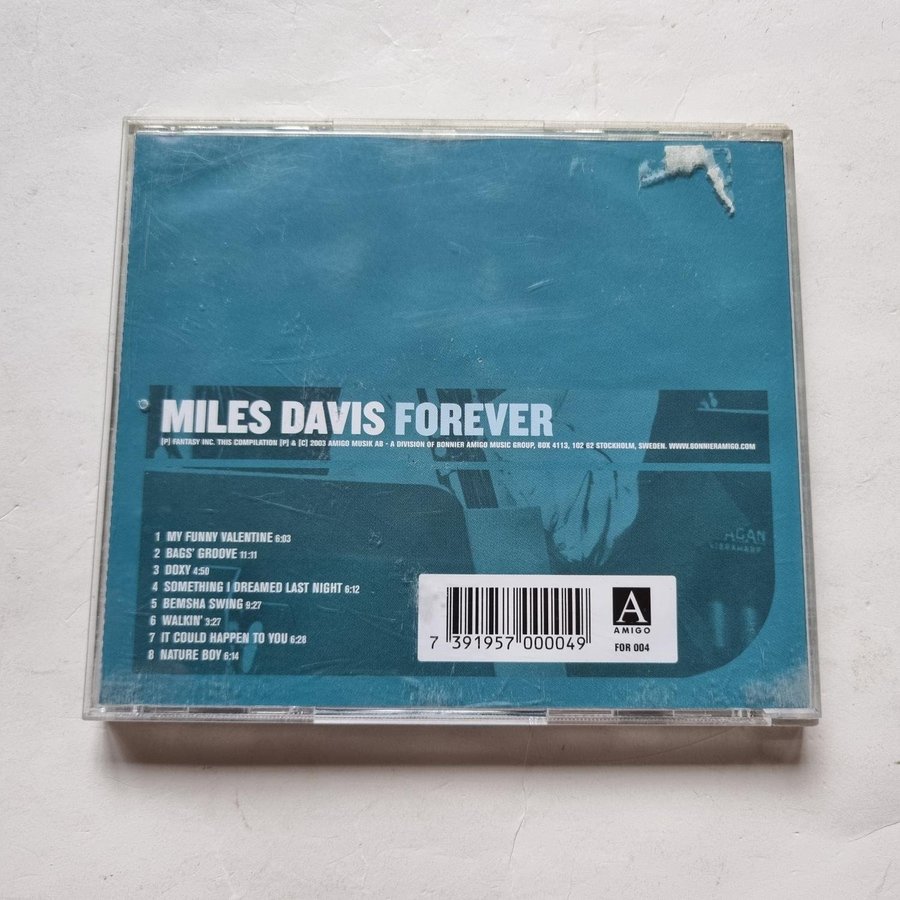 MILES DAVIS FOREVER
[P] FANTASY INC. THIS COMPILATION [P] & [C] 2003 AMIGO MUSIK AB - A DIVISION OF BONNIER AMIGO MUSIC GROUP, BOX 4113, 102 62 STOCKHOLM, SWEDEN. WWW.BONNIERAMIGO.COM
1 MY FUNNY VALENTINE 6:03
2 BAGS' GROOVE 11:11
3 DOXY 4:50
4 SOMETHING I DREAMED LAST NIGHT 6:12
5 BEMSHA SWING 9:27
6 WALKIN' 3:27
7 IT COULD HAPPEN TO YOU 6:28
8 NATURE BOY 6:14
7 391957 000049
A
AMIGO
FOR 004